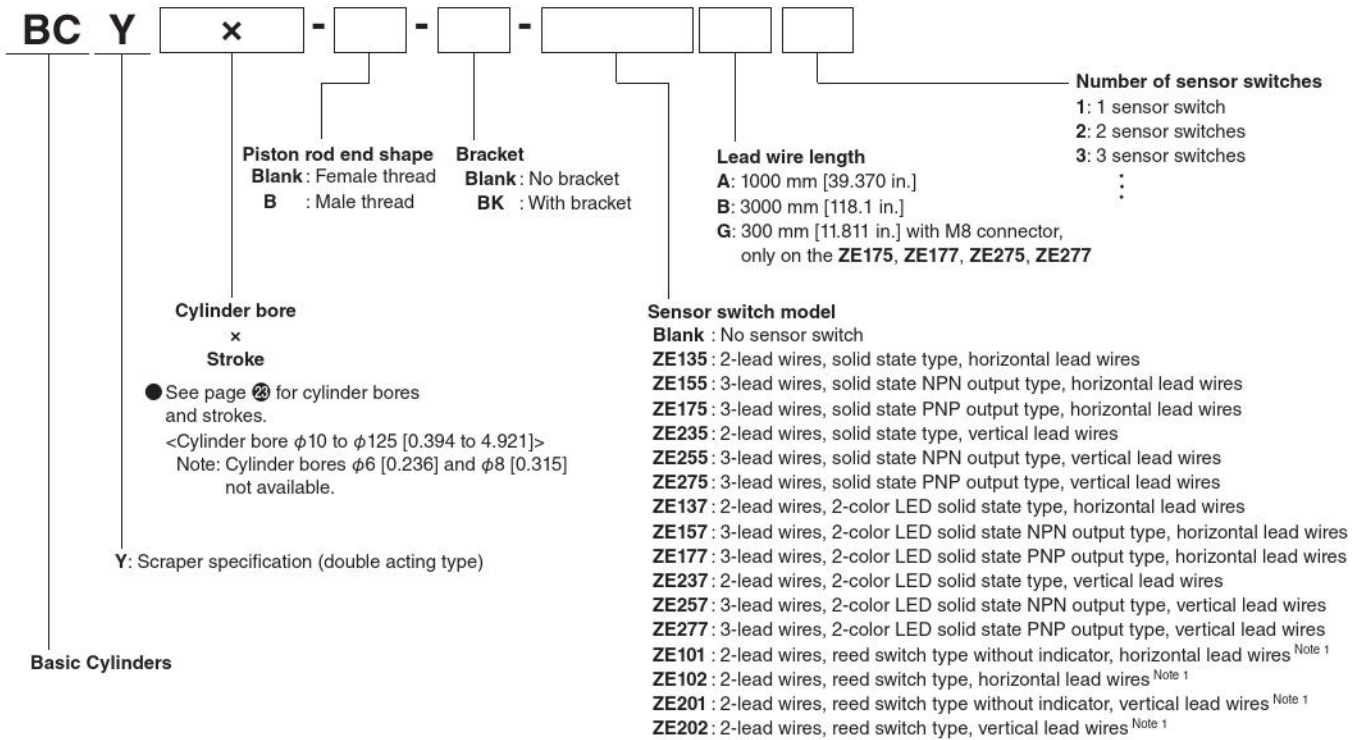 BC Y × - - -
Number of sensor switches
1: 1 sensor switch
2: 2 sensor switches
3: 3 sensor switches
⋮
Piston rod end shape
Blank : Female thread
B : Male thread
Bracket
Blank : No bracket
BK : With bracket
Lead wire length
A: 1000 mm [39.370 in.]
B: 3000 mm [118.1 in.]
G: 300 mm [11.811 in.] with M8 connector,
only on the ZE175, ZE177, ZE275, ZE277
Cylinder bore
×
Stroke
● See page ㉓ for cylinder bores
and strokes.
<Cylinder bore ϕ10 to ϕ125 [0.394 to 4.921]>
Note: Cylinder bores ϕ6 [0.236] and ϕ8 [0.315]
not available.
Sensor switch model
Blank : No sensor switch
ZE135 : 2-lead wires, solid state type, horizontal lead wires
ZE155 : 3-lead wires, solid state NPN output type, horizontal lead wires
ZE175 : 3-lead wires, solid state PNP output type, horizontal lead wires
ZE235 : 2-lead wires, solid state type, vertical lead wires
ZE255 : 3-lead wires, solid state NPN output type, vertical lead wires
ZE275 : 3-lead wires, solid state PNP output type, vertical lead wires
ZE137 : 2-lead wires, 2-color LED solid state type, horizontal lead wires
ZE157 : 3-lead wires, 2-color LED solid state NPN output type, horizontal lead wires
ZE177 : 3-lead wires, 2-color LED solid state PNP output type, horizontal lead wires
ZE237 : 2-lead wires, 2-color LED solid state type, vertical lead wires
ZE257 : 3-lead wires, 2-color LED solid state NPN output type, vertical lead wires
ZE277 : 3-lead wires, 2-color LED solid state PNP output type, vertical lead wires
ZE101 : 2-lead wires, reed switch type without indicator, horizontal lead wires Note 1
ZE102 : 2-lead wires, reed switch type, horizontal lead wires Note 1
ZE201 : 2-lead wires, reed switch type without indicator, vertical lead wires Note 1
ZE202 : 2-lead wires, reed switch type, vertical lead wires Note 1
Y: Scraper specification (double acting type)
Basic Cylinders